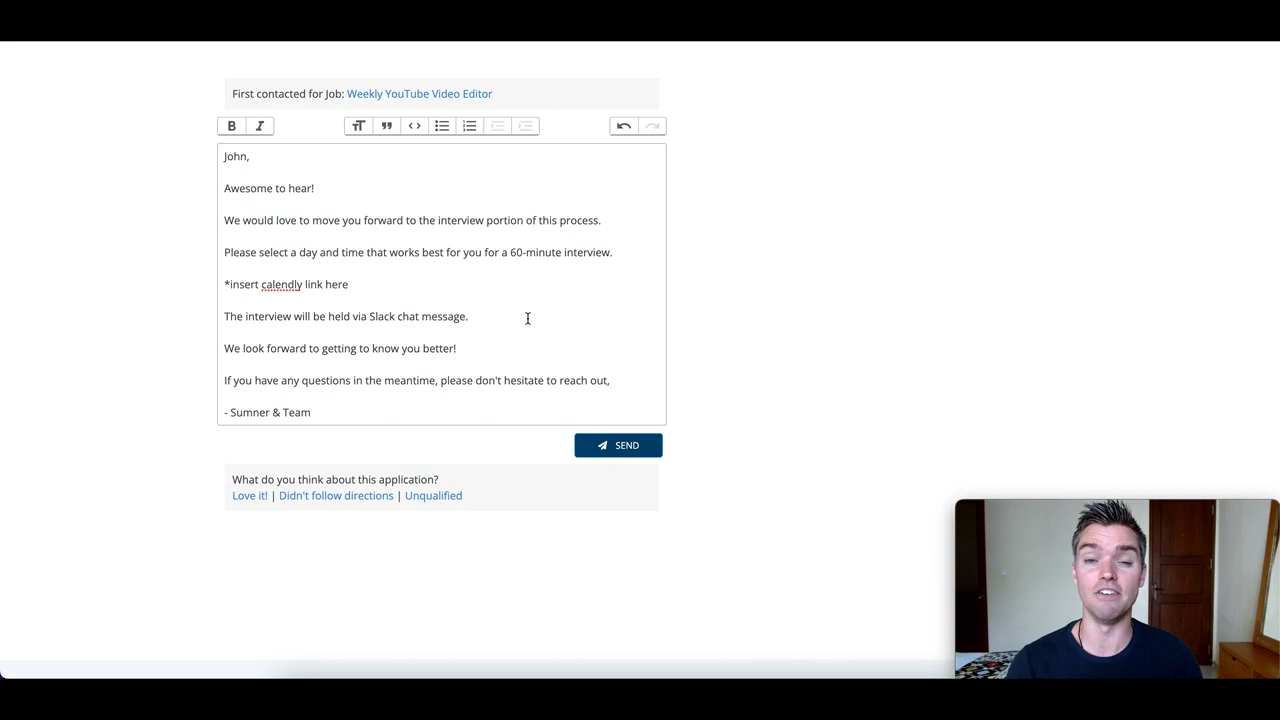 First contacted for Job: Weekly YouTube Video Editor
B I
John,
Awesome to hear!
We would love to move you forward to the interview portion of this process.
Please select a day and time that works best for you for a 60-minute interview.
*insert calendly link here
The interview will be held via Slack chat message.
We look forward to getting to know you better!
If you have any questions in the meantime, please don't hesitate to reach out,
- Sumner & Team
SEND
What do you think about this application?
Love it! | Didn't follow directions | Unqualified